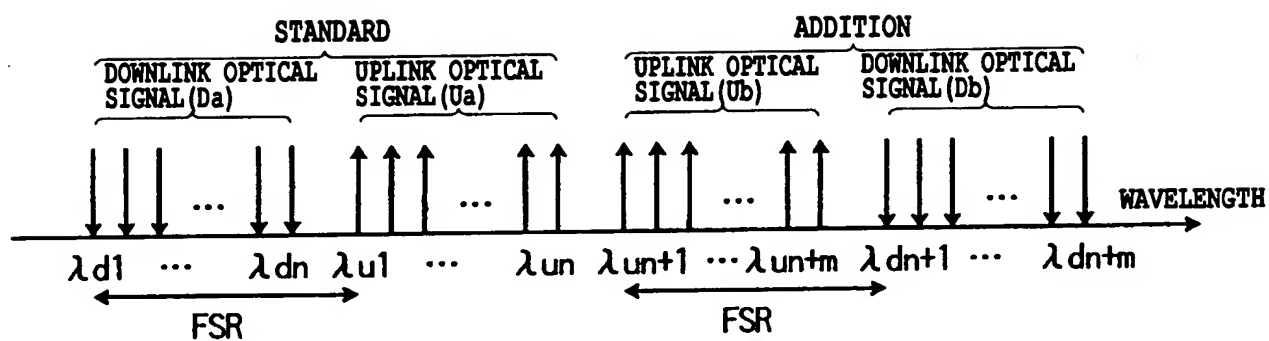 STANDARD
ADDITION
DOWNLINK OPTICAL
SIGNAL(Da)
UPLINK OPTICAL
SIGNAL(Ua)
UPLINK OPTICAL
SIGNAL(Ub)
DOWNLINK OPTICAL
SIGNAL(Db)
... ... ... ...
WAVELENGTH
λd1 ... λdn λu1 ... λun λun+1 ... λun+m λdn+1 ... λdn+m
FSR FSR